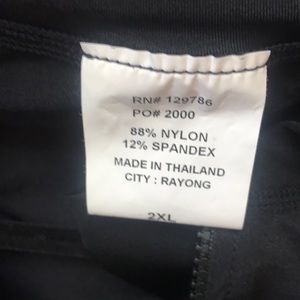 RN# 129786
PO# 2000
88% NYLON
12% SPANDEX
MADE IN THAILAND
CITY : RAYONG
2XL